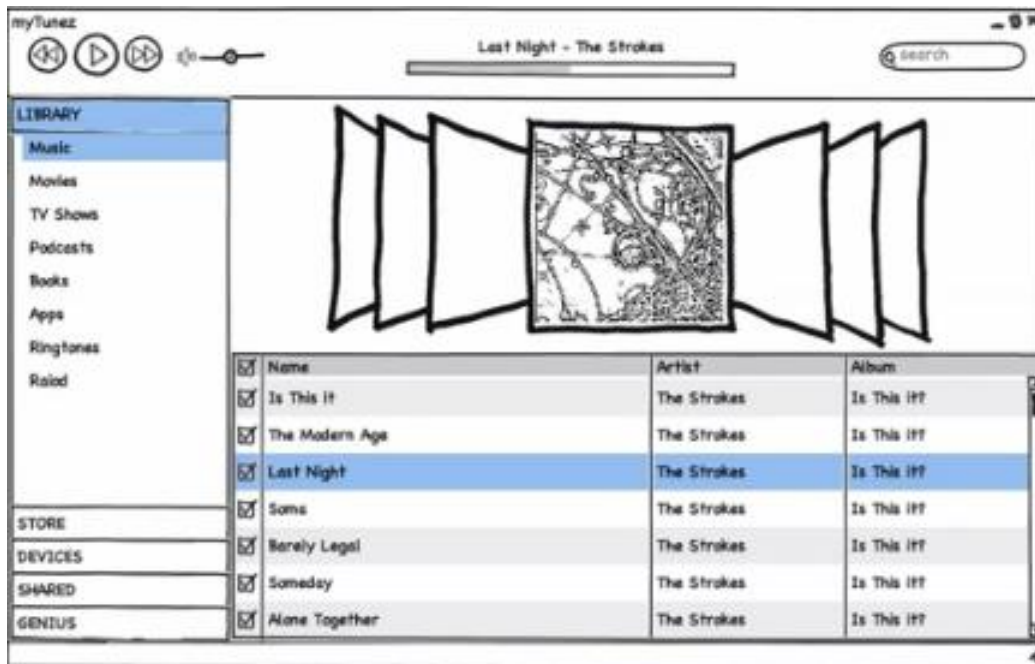 myTunez
Last Night - The Strokes
search
LIBRARY
Music
Movies
TV Shows
Podcasts
Books
Apps
Ringtones
Raiod
STORE
DEVICES
SHARED
GENIUS
Name Artist Album
Is This it The Strokes Is This it?
The Modern Age The Strokes Is This it?
Last Night The Strokes Is This it?
Soma The Strokes Is This it?
Barely Legal The Strokes Is This it?
Someday The Strokes Is This it?
Alone Together The Strokes Is This it?